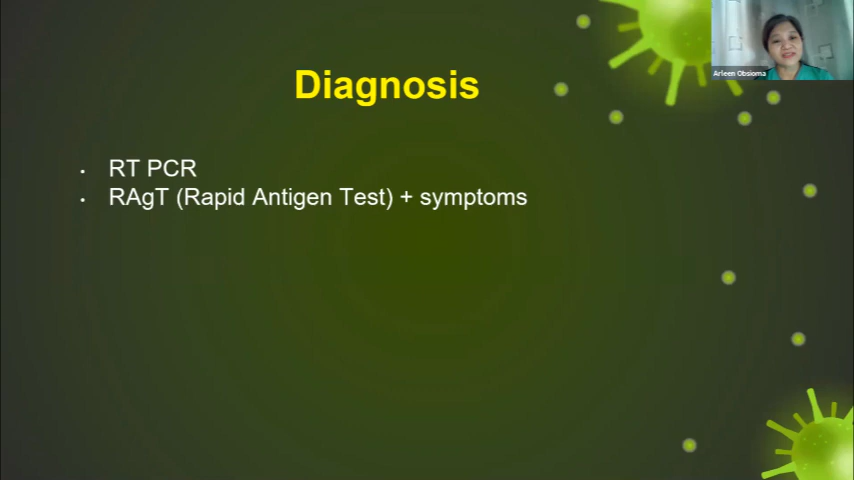 Arleen Obsioma
Diagnosis
• RT PCR
• RAgT (Rapid Antigen Test) + symptoms